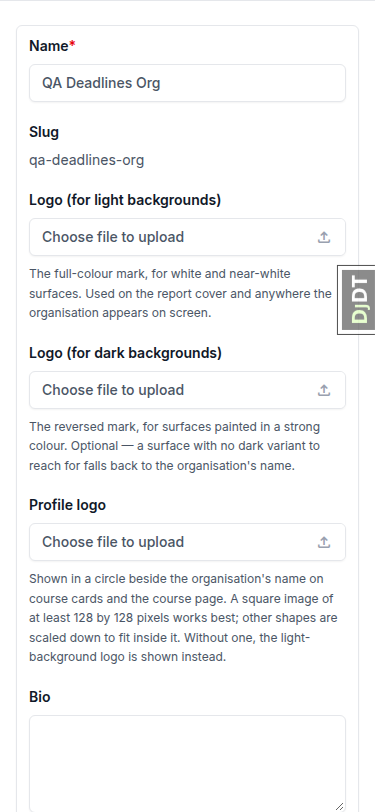 Name*
QA Deadlines Org
Slug
qa-deadlines-org
Logo (for light backgrounds)
Choose file to upload
The full-colour mark, for white and near-white
surfaces. Used on the report cover and anywhere the
organisation appears on screen.
DjDT
Logo (for dark backgrounds)
Choose file to upload
The reversed mark, for surfaces painted in a strong
colour. Optional — a surface with no dark variant to
reach for falls back to the organisation's name.
Profile logo
Choose file to upload
Shown in a circle beside the organisation's name on
course cards and the course page. A square image of
at least 128 by 128 pixels works best; other shapes are
scaled down to fit inside it. Without one, the light-
background logo is shown instead.
Bio